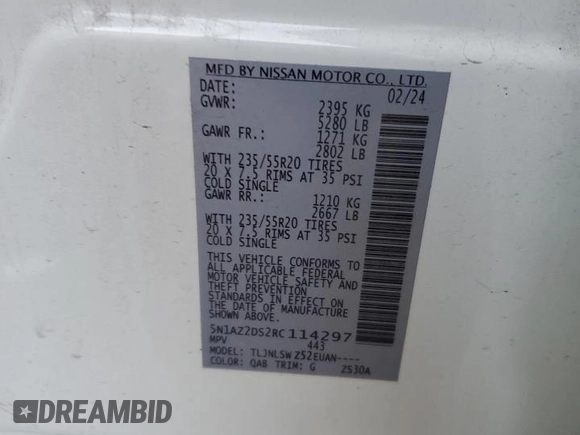 MFD BY NISSAN MOTOR CO., LTD.
DATE: 02/24
GVWR: 2395 KG
5280 LB
GAWR FR.: 1271 KG
2802 LB
WITH 235/55R20 TIRES
20 X 7.5 RIMS AT 35 PSI
COLD SINGLE
GAWR RR.: 1210 KG
2667 LB
WITH 235/55R20 TIRES
20 X 7.5 RIMS AT 35 PSI
COLD SINGLE
THIS VEHICLE CONFORMS TO
ALL APPLICABLE FEDERAL
MOTOR VEHICLE SAFETY AND
THEFT PREVENTION
STANDARDS IN EFFECT ON
THE DATE OF MANUFACTURE
5N1AZ2DS2RC114297
MPV 443
MODEL: TLJNLSW Z52EUAN----
COLOR: QAB TRIM: G ZS30A
DREAMBID